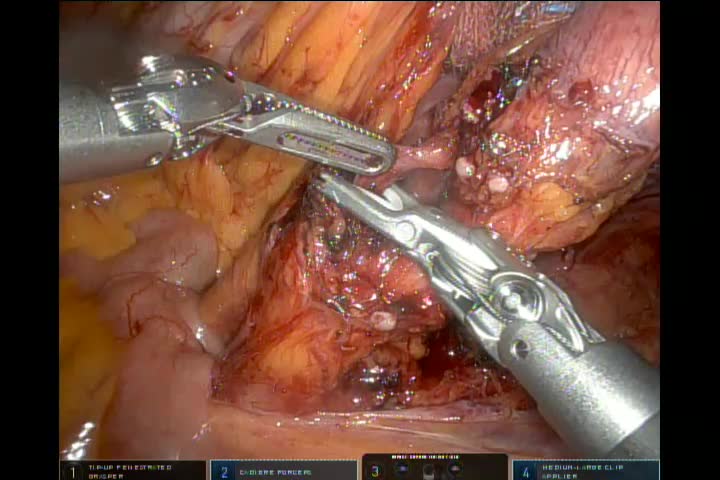 1 TIP-UP FENESTRATED
GRASPER
2 CADIERE FORCEPS
3
4 MEDIUM-LARGE CLIP
APPLIER